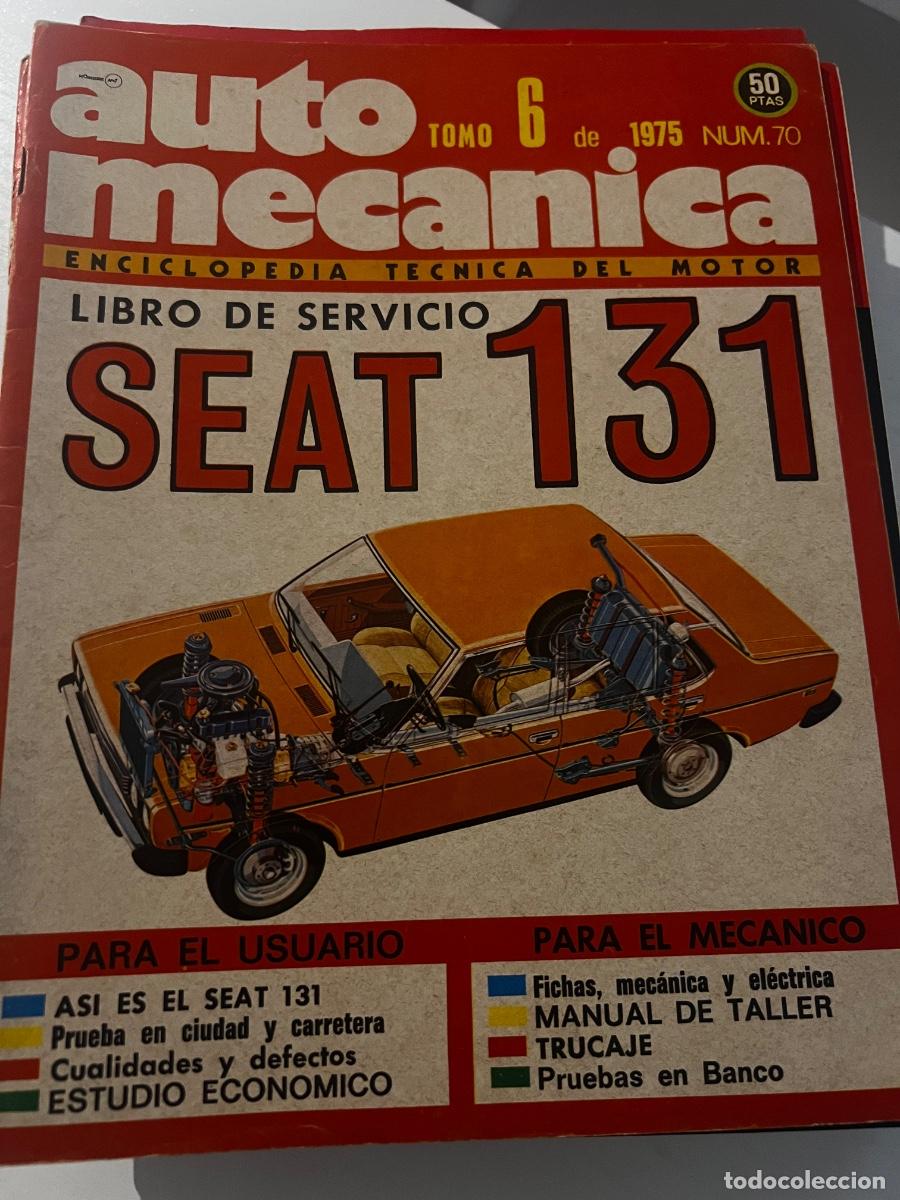 auto
TOMO 6 de 1975 NUM. 70
50
PTAS
mecanica
ENCICLOPEDIA TECNICA DEL MOTOR
LIBRO DE SERVICIO
SEAT 131
PARA EL USUARIO
ASI ES EL SEAT 131
Prueba en ciudad y carretera
Cualidades y defectos
ESTUDIO ECONOMICO
PARA EL MECANICO
Fichas, mecánica y eléctrica
MANUAL DE TALLER
TRUCAJE
Pruebas en Banco
todocoleccion